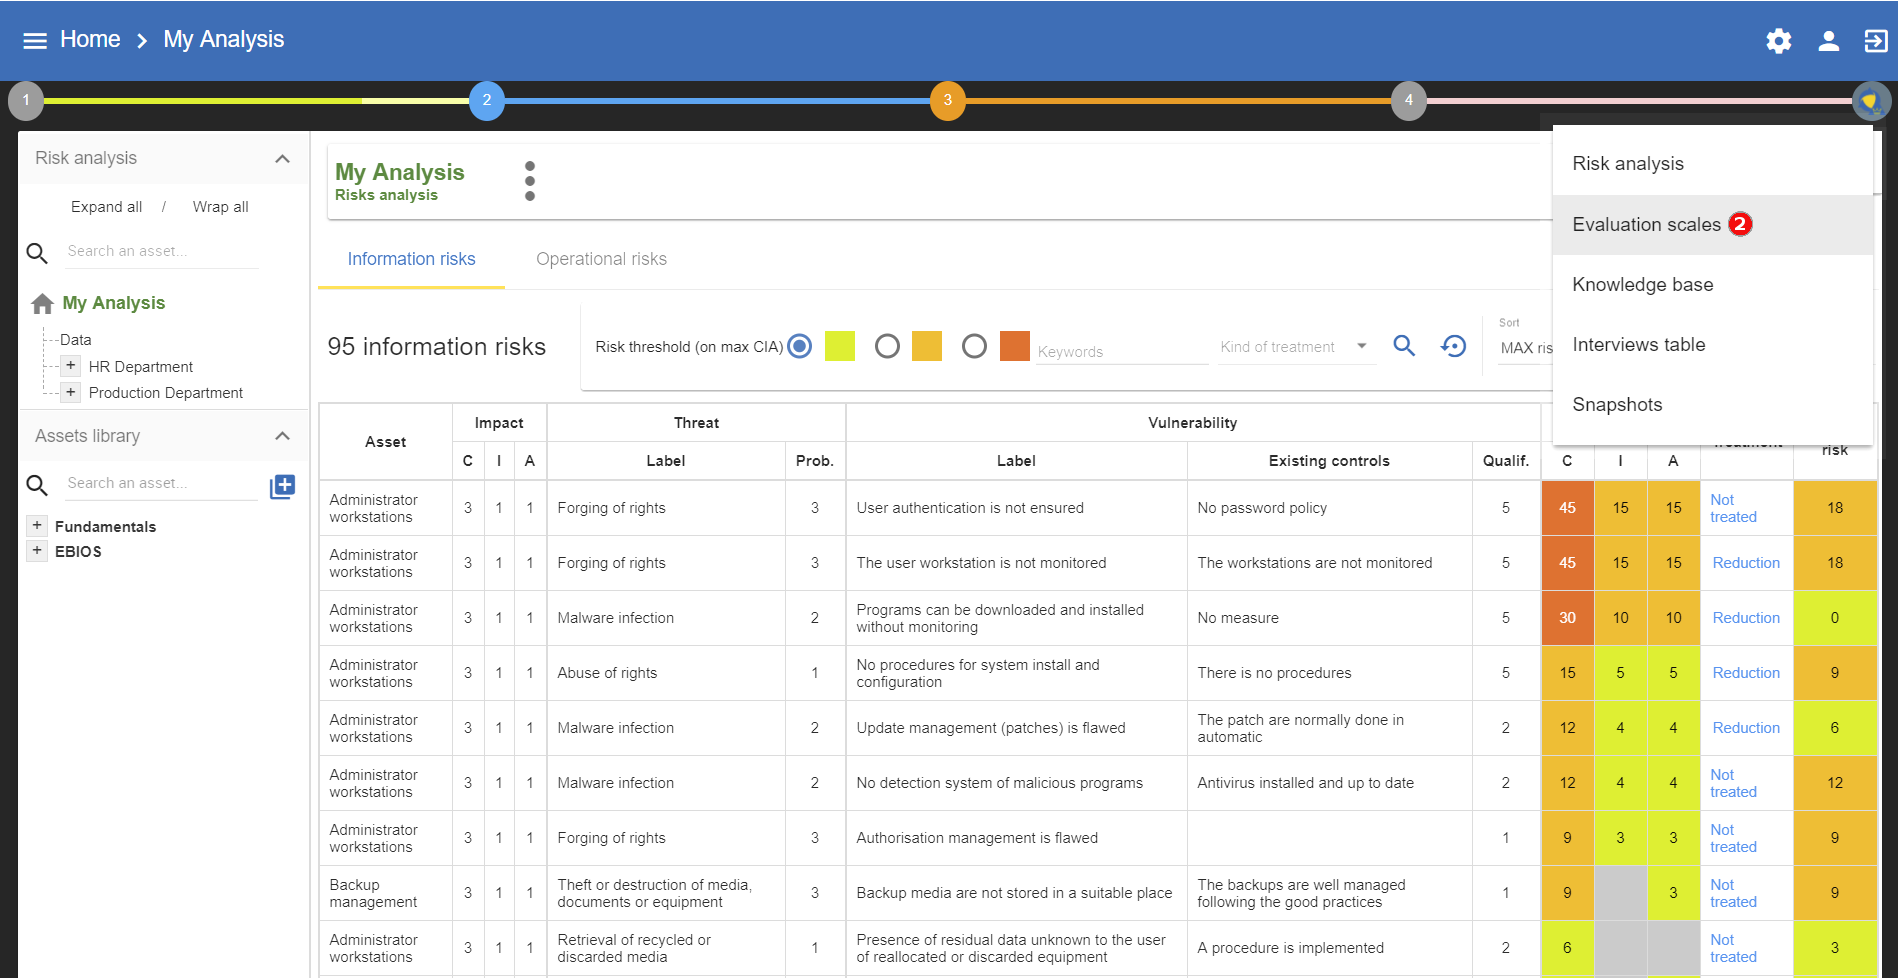 Home > My Analysis
1 2 3 4
Risk analysis
Expand all / Wrap all
Search an asset...
My Analysis
Data
+ HR Department
+ Production Department
Assets library
Search an asset...
+ Fundamentals
+ EBIOS
My Analysis
Risks analysis
Information risks Operational risks
95 information risks
Risk threshold (on max CIA) Keywords Kind of treatment
Sort
MAX ris
Risk analysis
Evaluation scales 2
Knowledge base
Interviews table
Snapshots
Asset Impact Threat Vulnerability
risk
C I A Label Prob. Label Existing controls Qualif. C I A
Administrator
workstations 3 1 1 Forging of rights 3 User authentication is not ensured No password policy 5 45 15 15 Not
treated 18
Administrator
workstations 3 1 1 Forging of rights 3 The user workstation is not monitored The workstations are not monitored 5 45 15 15 Reduction 18
Administrator
workstations 3 1 1 Malware infection 2 Programs can be downloaded and installed
without monitoring No measure 5 30 10 10 Reduction 0
Administrator
workstations 3 1 1 Abuse of rights 1 No procedures for system install and
configuration There is no procedures 5 15 5 5 Reduction 9
Administrator
workstations 3 1 1 Malware infection 2 Update management (patches) is flawed The patch are normally done in
automatic 2 12 4 4 Reduction 6
Administrator
workstations 3 1 1 Malware infection 2 No detection system of malicious programs Antivirus installed and up to date 2 12 4 4 Not
treated 12
Administrator
workstations 3 1 1 Forging of rights 3 Authorisation management is flawed 1 9 3 3 Not
treated 9
Backup
management 3 1 1 Theft or destruction of media,
documents or equipment 3 Backup media are not stored in a suitable place The backups are well managed
following the good practices 1 9 3 Not
treated 9
Administrator
workstations 3 1 1 Retrieval of recycled or
discarded media 1 Presence of residual data unknown to the user
of reallocated or discarded equipment A procedure is implemented 2 6 Not
treated 3